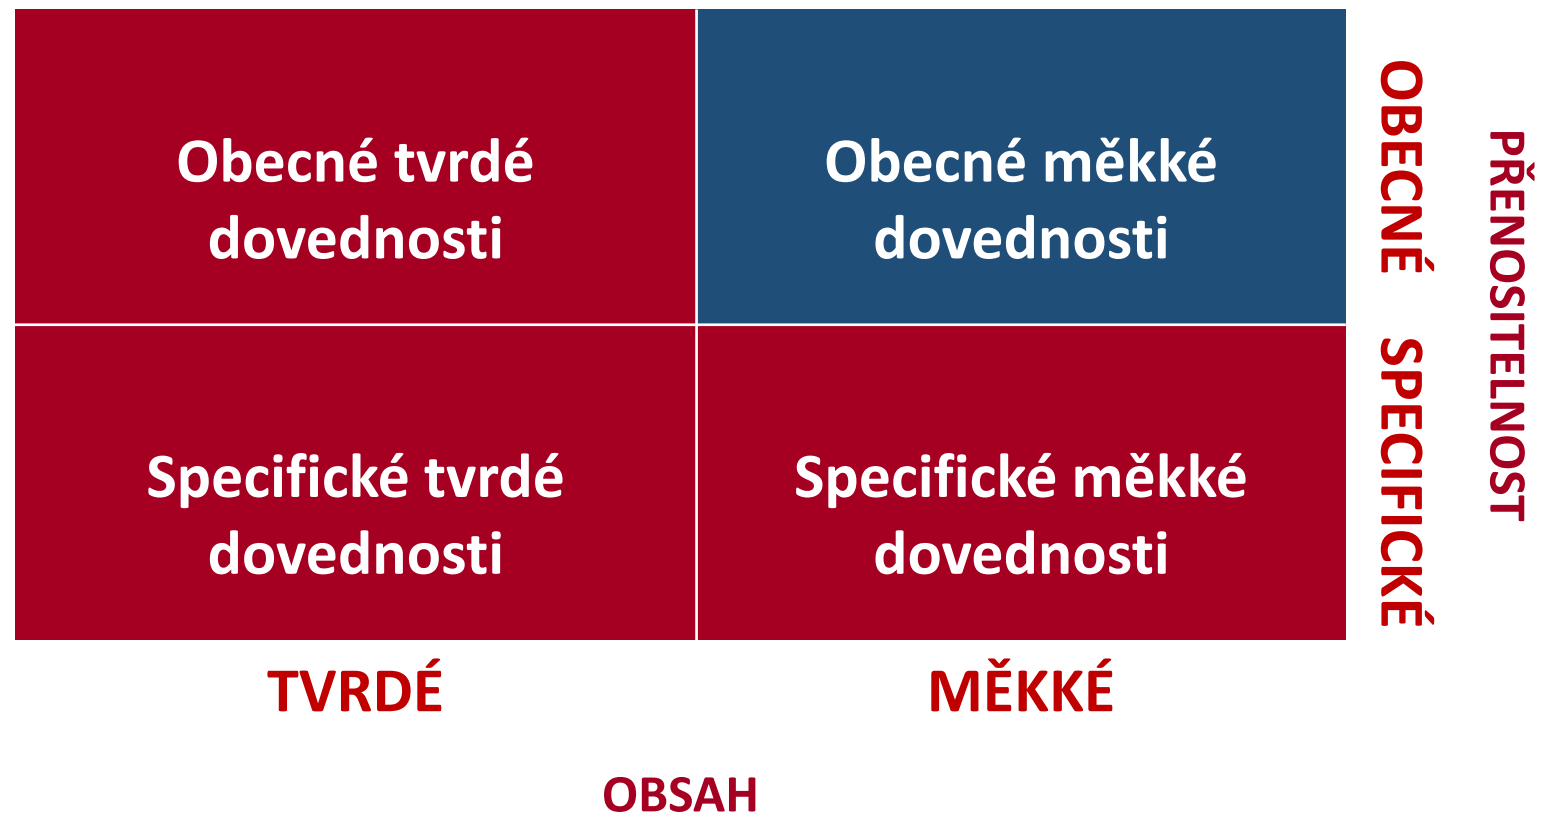 Obecné tvrdé
dovednosti
Obecné měkké
dovednosti
OBECNÉ
PŘENOSITELNOST
Specifické tvrdé
dovednosti
Specifické měkké
dovednosti
SPECIFICKÉ
TVRDÉ
MĚKKÉ
OBSAH